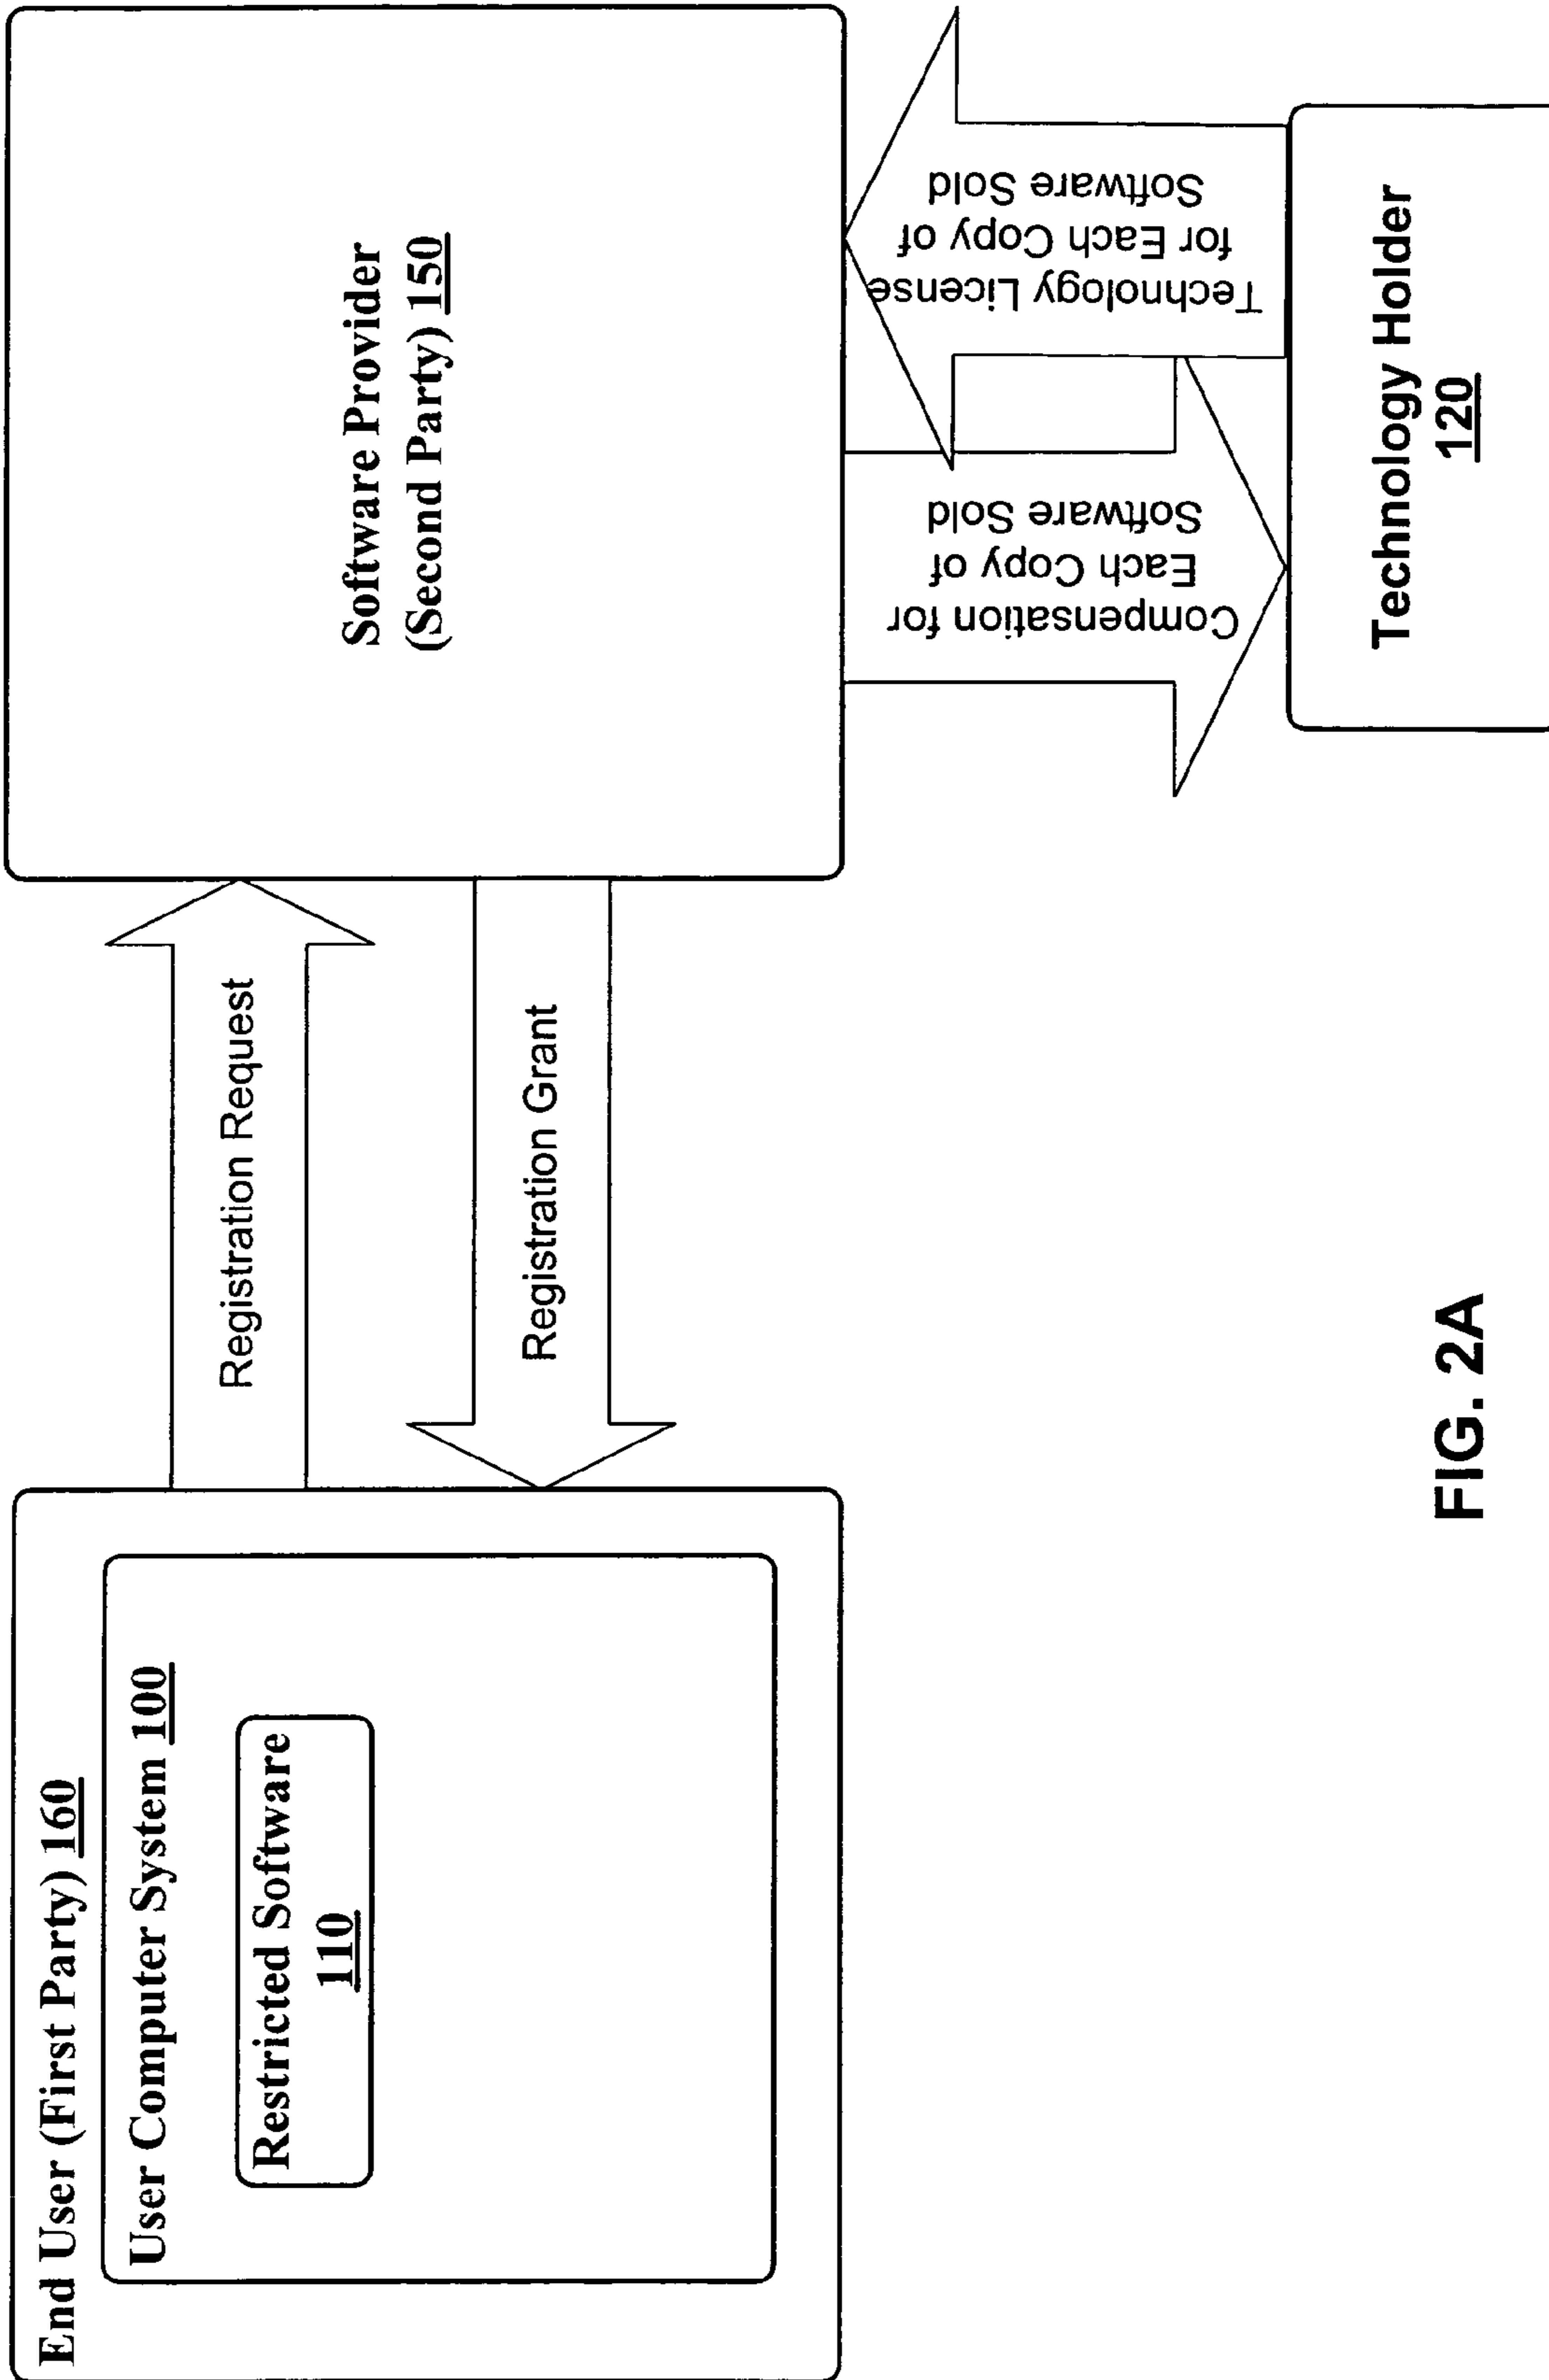 End User (First Party) 160
User Computer System 100
Restricted Software
110
Registration Request
Registration Grant
Software Provider
(Second Party) 150
Compensation for
Each Copy of
Software Sold
Technology License
for Each Copy of
Software Sold
Technology Holder
120
FIG. 2A